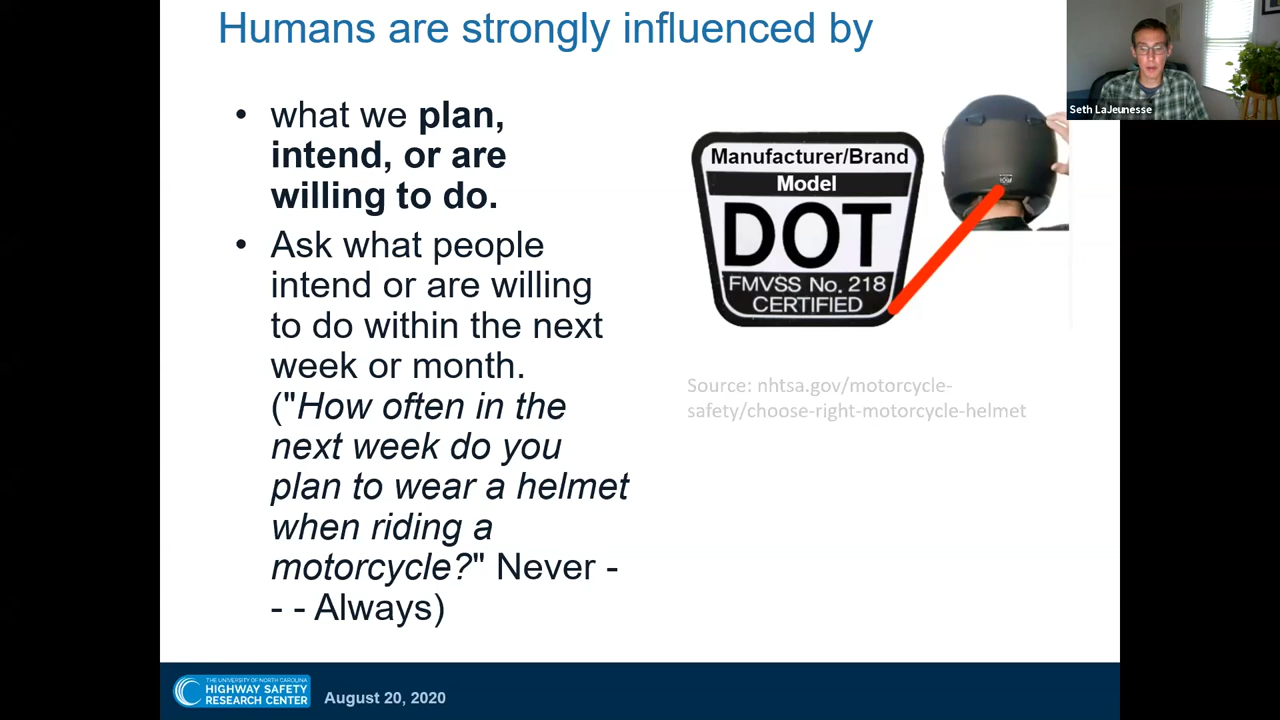 Humans are strongly influenced by
• what we plan,
intend, or are
willing to do.
• Ask what people
intend or are willing
to do within the next
week or month.
("How often in the
next week do you
plan to wear a helmet
when riding a
motorcycle?" Never -
- - Always)
Manufacturer/Brand
Model
DOT
FMVSS No. 218
CERTIFIED
Source: nhtsa.gov/motorcycle-
safety/choose-right-motorcycle-helmet
Seth LaJeunesse
THE UNIVERSITY OF NORTH CAROLINA
HIGHWAY SAFETY
RESEARCH CENTER
August 20, 2020